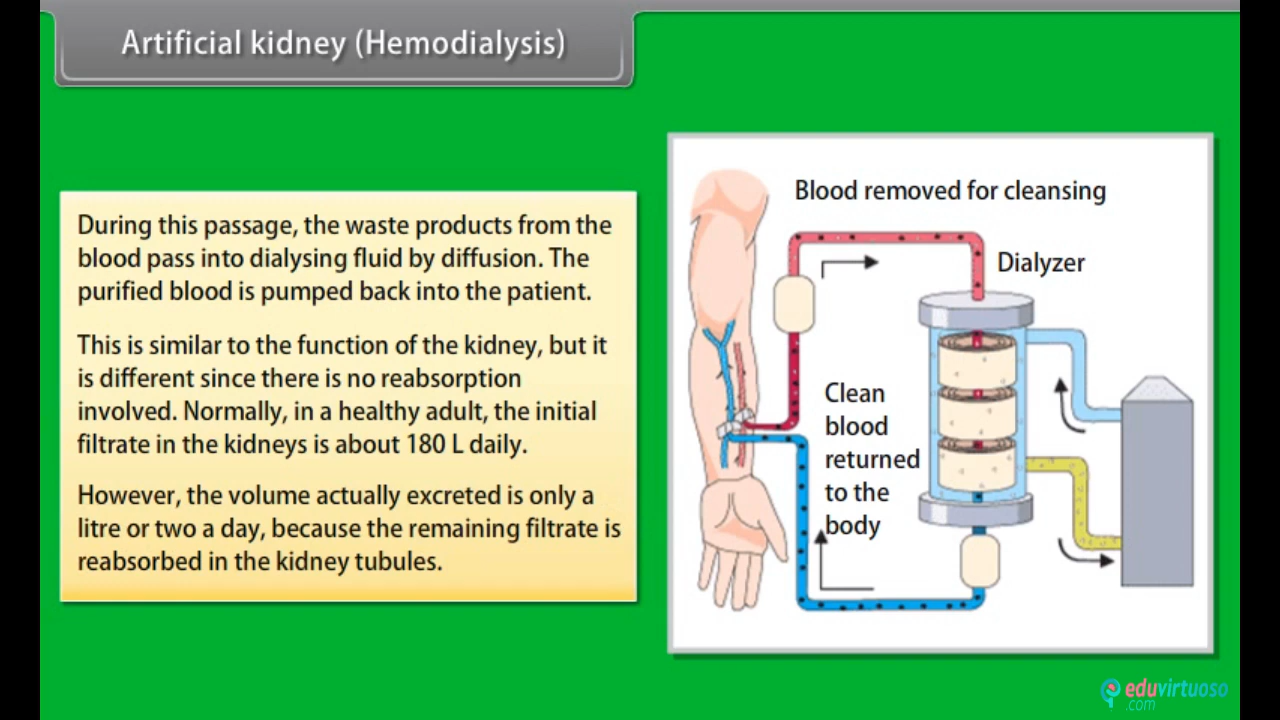 Artificial kidney (Hemodialysis)
During this passage, the waste products from the
blood pass into dialysing fluid by diffusion. The
purified blood is pumped back into the patient.
This is similar to the function of the kidney, but it
is different since there is no reabsorption
involved. Normally, in a healthy adult, the initial
filtrate in the kidneys is about 180 L daily.
However, the volume actually excreted is only a
litre or two a day, because the remaining filtrate is
reabsorbed in the kidney tubules.
Blood removed for cleansing
Dialyzer
Clean
blood
returned
to the
body
eduvirtuoso
.com